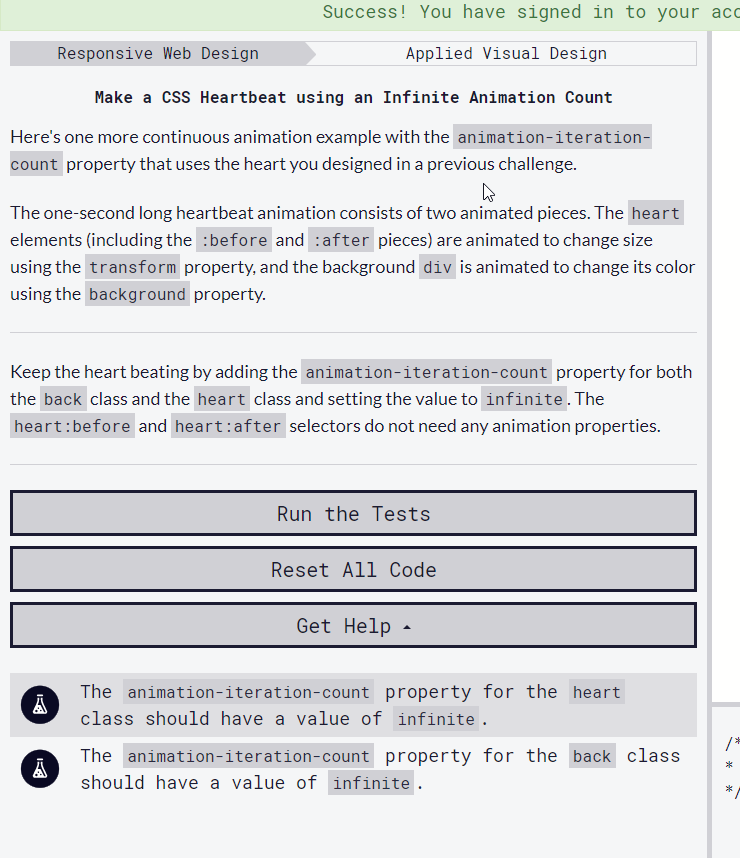 Success! You have signed in to your acc
Responsive Web Design
Applied Visual Design
Make a CSS Heartbeat using an Infinite Animation Count
Here's one more continuous animation example with the animation-iteration-
count property that uses the heart you designed in a previous challenge.
The one-second long heartbeat animation consists of two animated pieces. The heart
elements (including the :before and :after pieces) are animated to change size
using the transform property, and the background div is animated to change its color
using the background property.
Keep the heart beating by adding the animation-iteration-count property for both
the back class and the heart class and setting the value to infinite. The
heart:before and heart:after selectors do not need any animation properties.
Run the Tests
Reset All Code
Get Help
The animation-iteration-count property for the heart
class should have a value of infinite.
The animation-iteration-count property for the back class
should have a value of infinite.
/*
*
*/